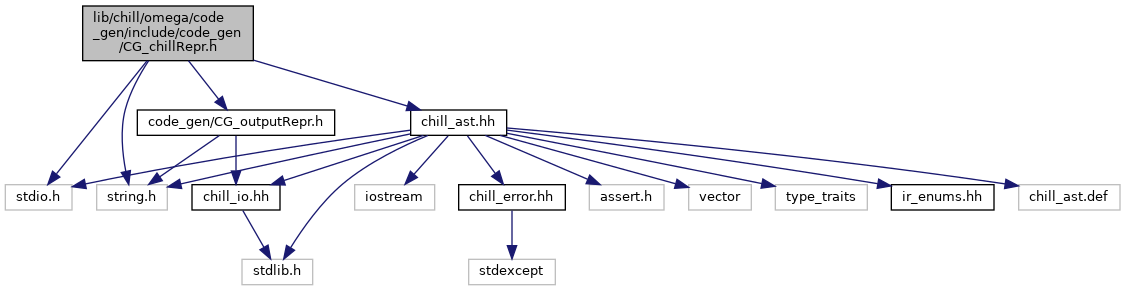 lib/chill/omega/code
_gen/include/code_gen
/CG_chillRepr.h
code_gen/CG_outputRepr.h
chill_ast.hh
stdio.h
string.h
chill_io.hh
iostream
chill_error.hh
assert.h
vector
type_traits
ir_enums.hh
chill_ast.def
stdlib.h
stdexcept